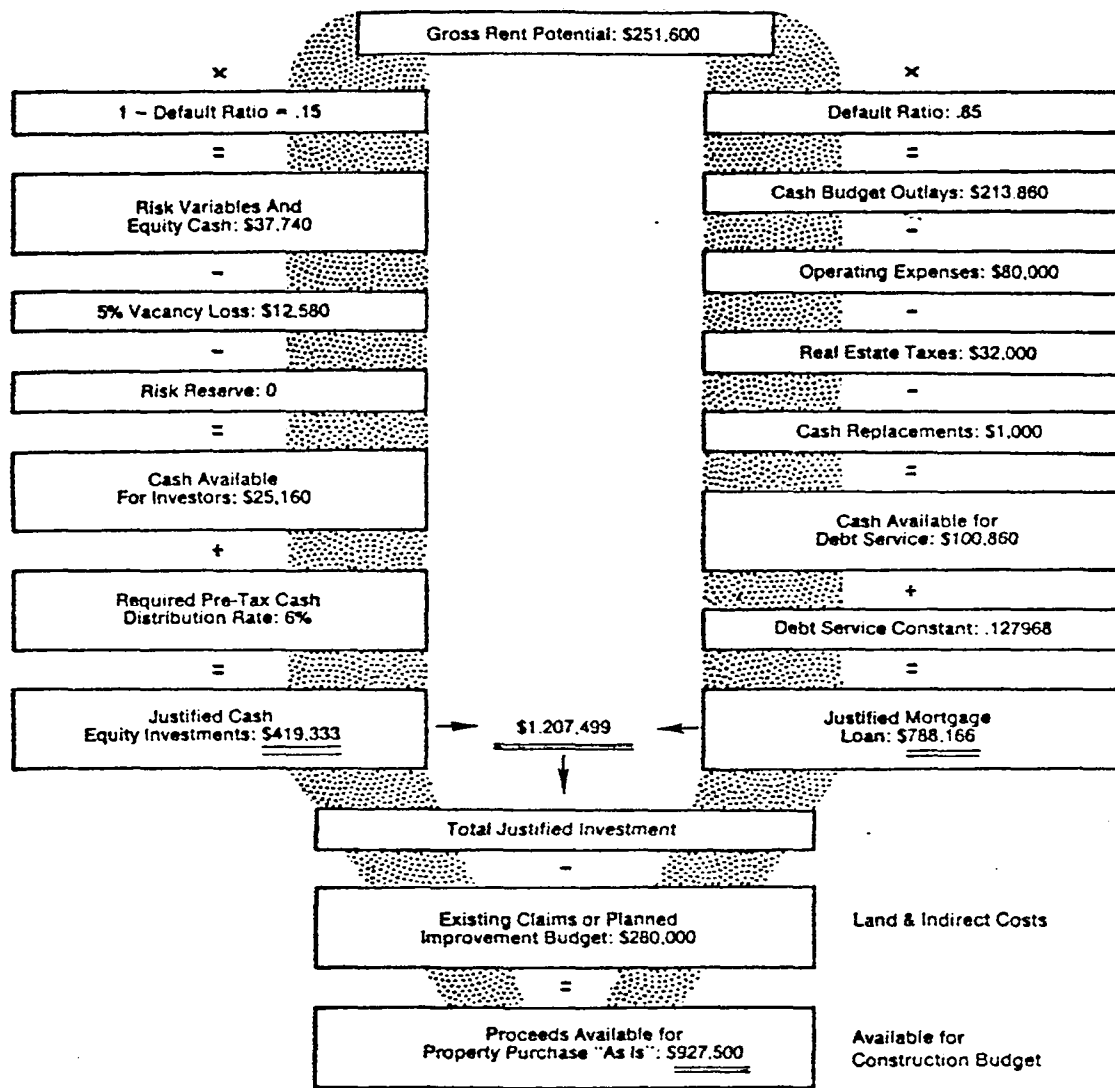 Gross Rent Potential: $251,600
×
1 – Default Ratio = .15
=
Risk Variables And
Equity Cash: $37,740
-
5% Vacancy Loss: $12,580
-
Risk Reserve: 0
=
Cash Available
For Investors: $25,160
+
Required Pre-Tax Cash
Distribution Rate: 6%
=
Justified Cash
Equity Investments: $419,333
×
Default Ratio: .85
=
Cash Budget Outlays: $213,860
-
Operating Expenses: $80,000
-
Real Estate Taxes: $32,000
-
Cash Replacements: $1,000
=
Cash Available for
Debt Service: $100,860
+
Debt Service Constant: .127968
=
Justified Mortgage
Loan: $788,166
$1,207,499
Total Justified Investment
-
Existing Claims or Planned
Improvement Budget: $280,000
Land & Indirect Costs
=
Proceeds Available for
Property Purchase "As Is": $927,500
Available for
Construction Budget